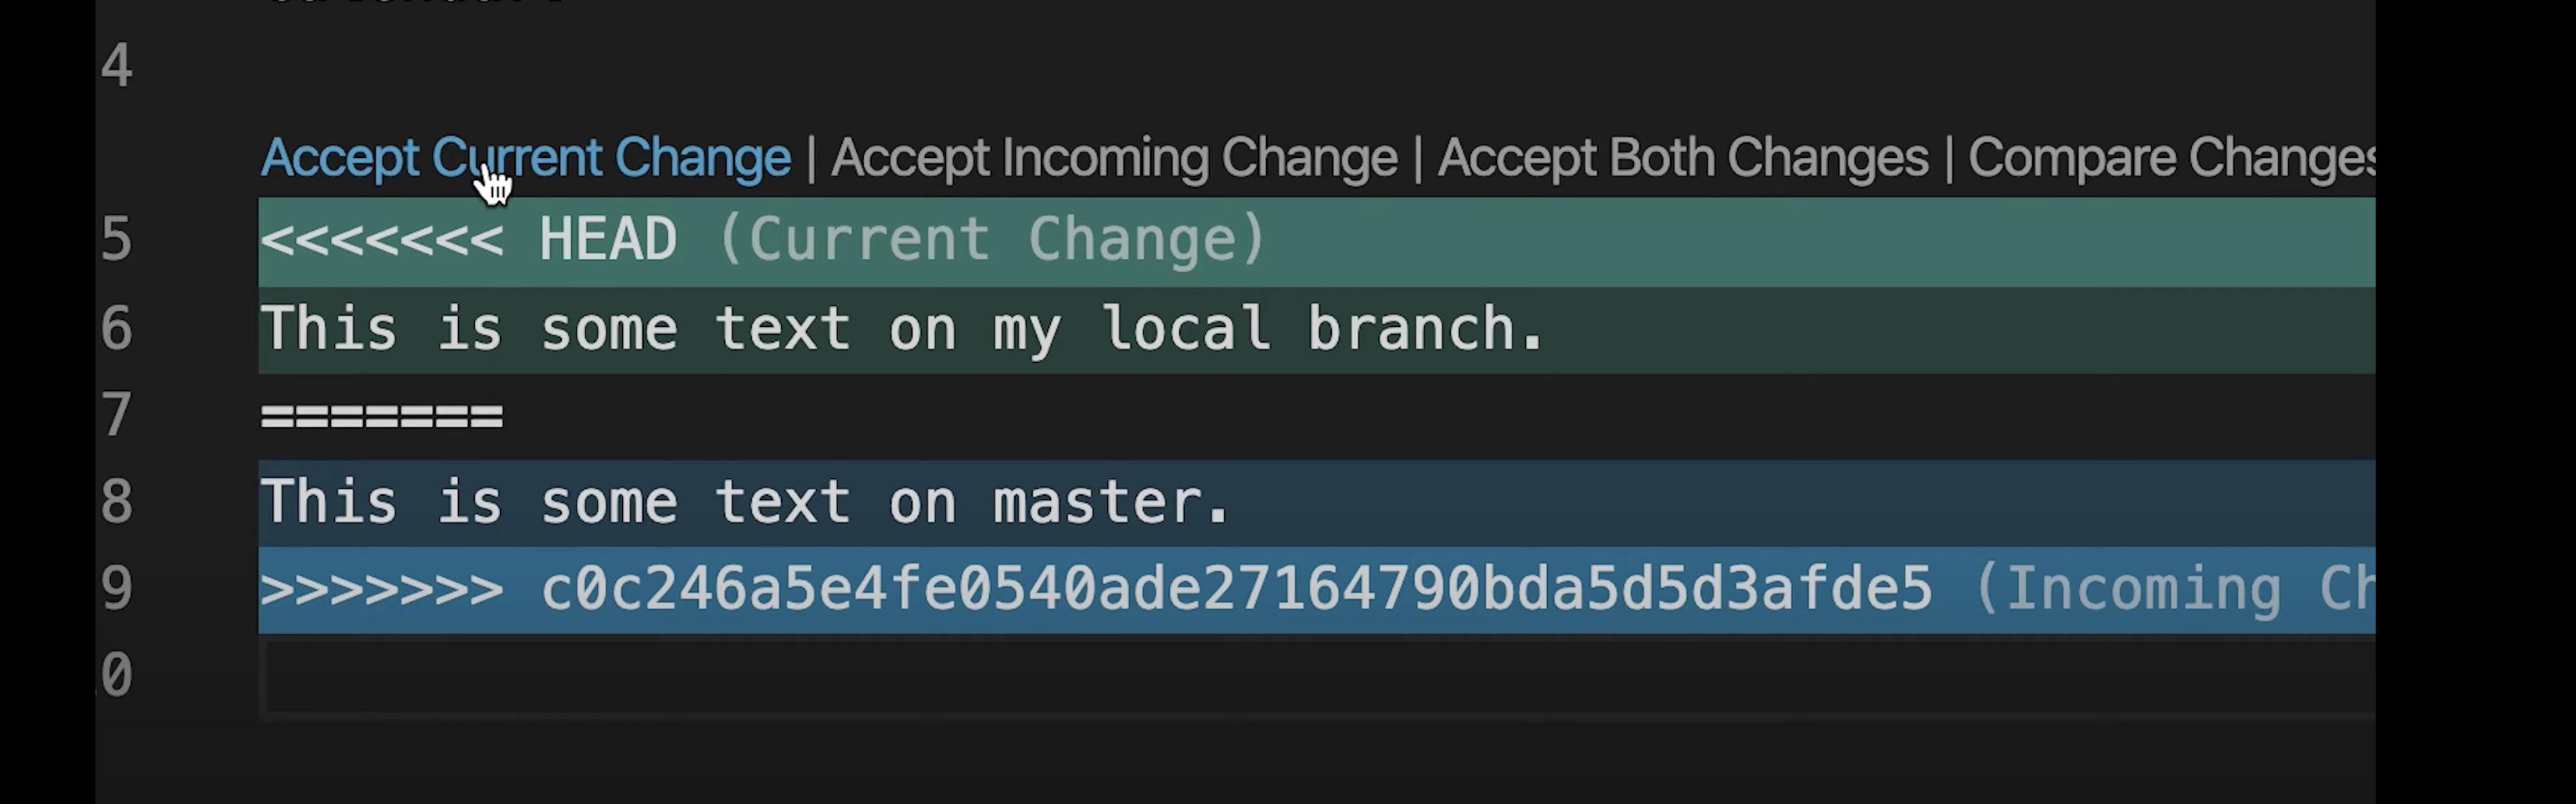 4
Accept Current Change | Accept Incoming Change | Accept Both Changes | Compare Changes
5 <<<<<<< HEAD (Current Change)
6 This is some text on my local branch.
7 =======
8 This is some text on master.
9 >>>>>>> c0c246a5e4fe0540ade27164790bda5d5d3afde5 (Incoming Ch
0